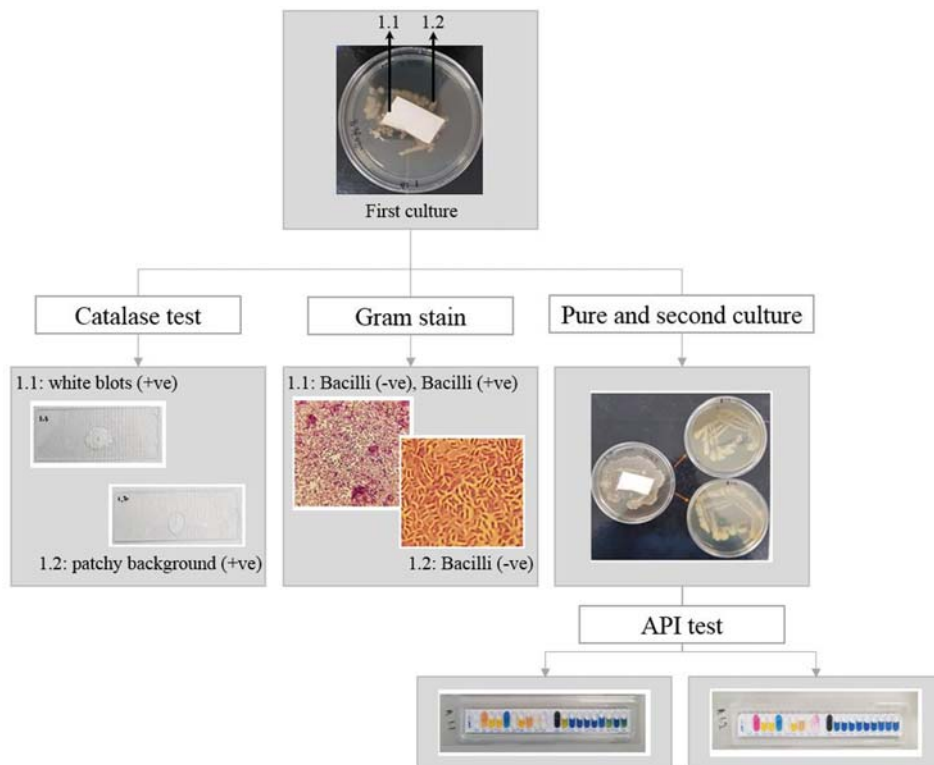 1.1 1.2
First culture
Catalase test
Gram stain
Pure and second culture
1.1: white blots (+ve)
1.1: Bacilli (-ve), Bacilli (+ve)
1.2: patchy background (+ve)
1.2: Bacilli (-ve)
API test